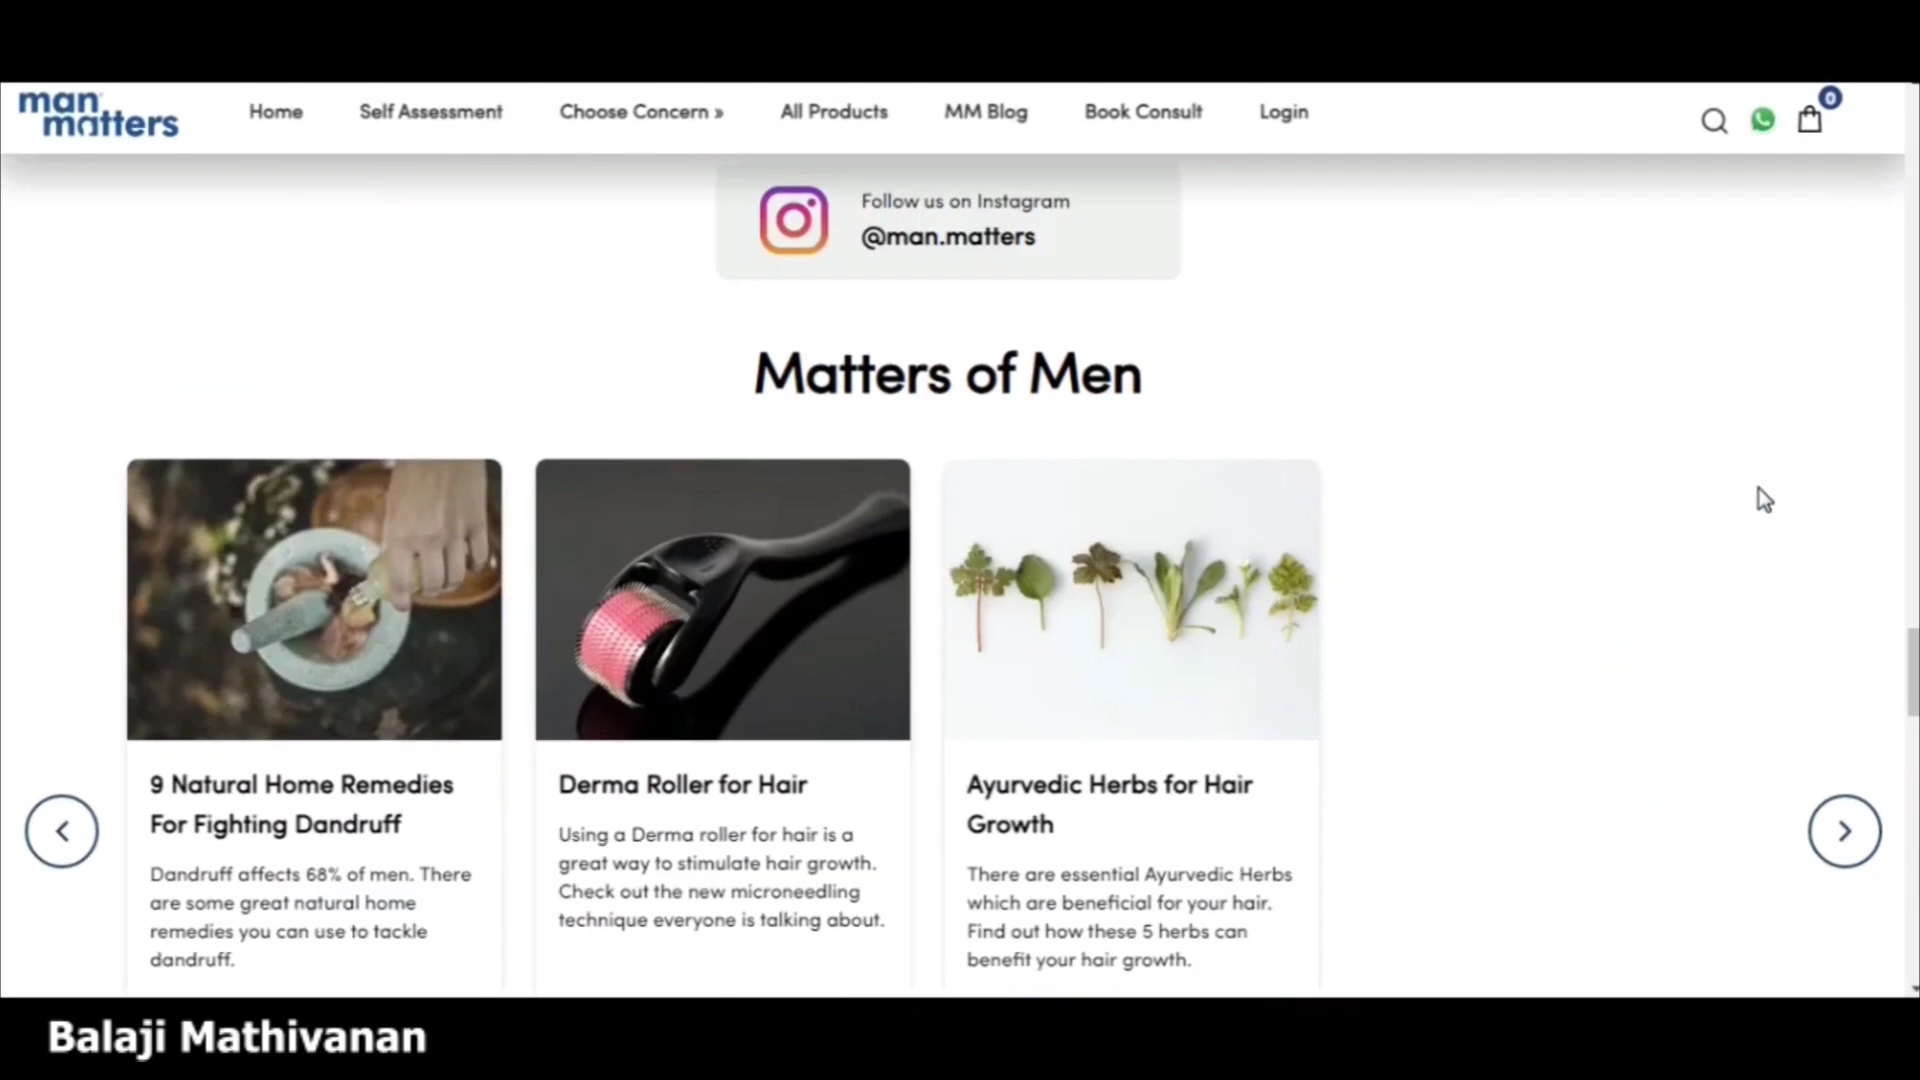 man
matters
Home
Self Assessment
Choose Concern »
All Products
MM Blog
Book Consult
Login
0
Follow us on Instagram
@man.matters
Matters of Men
9 Natural Home Remedies
For Fighting Dandruff
Dandruff affects 68% of men. There
are some great natural home
remedies you can use to tackle
dandruff.
Derma Roller for Hair
Using a Derma roller for hair is a
great way to stimulate hair growth.
Check out the new microneedling
technique everyone is talking about.
Ayurvedic Herbs for Hair
Growth
There are essential Ayurvedic Herbs
which are beneficial for your hair.
Find out how these 5 herbs can
benefit your hair growth.
Balaji Mathivanan